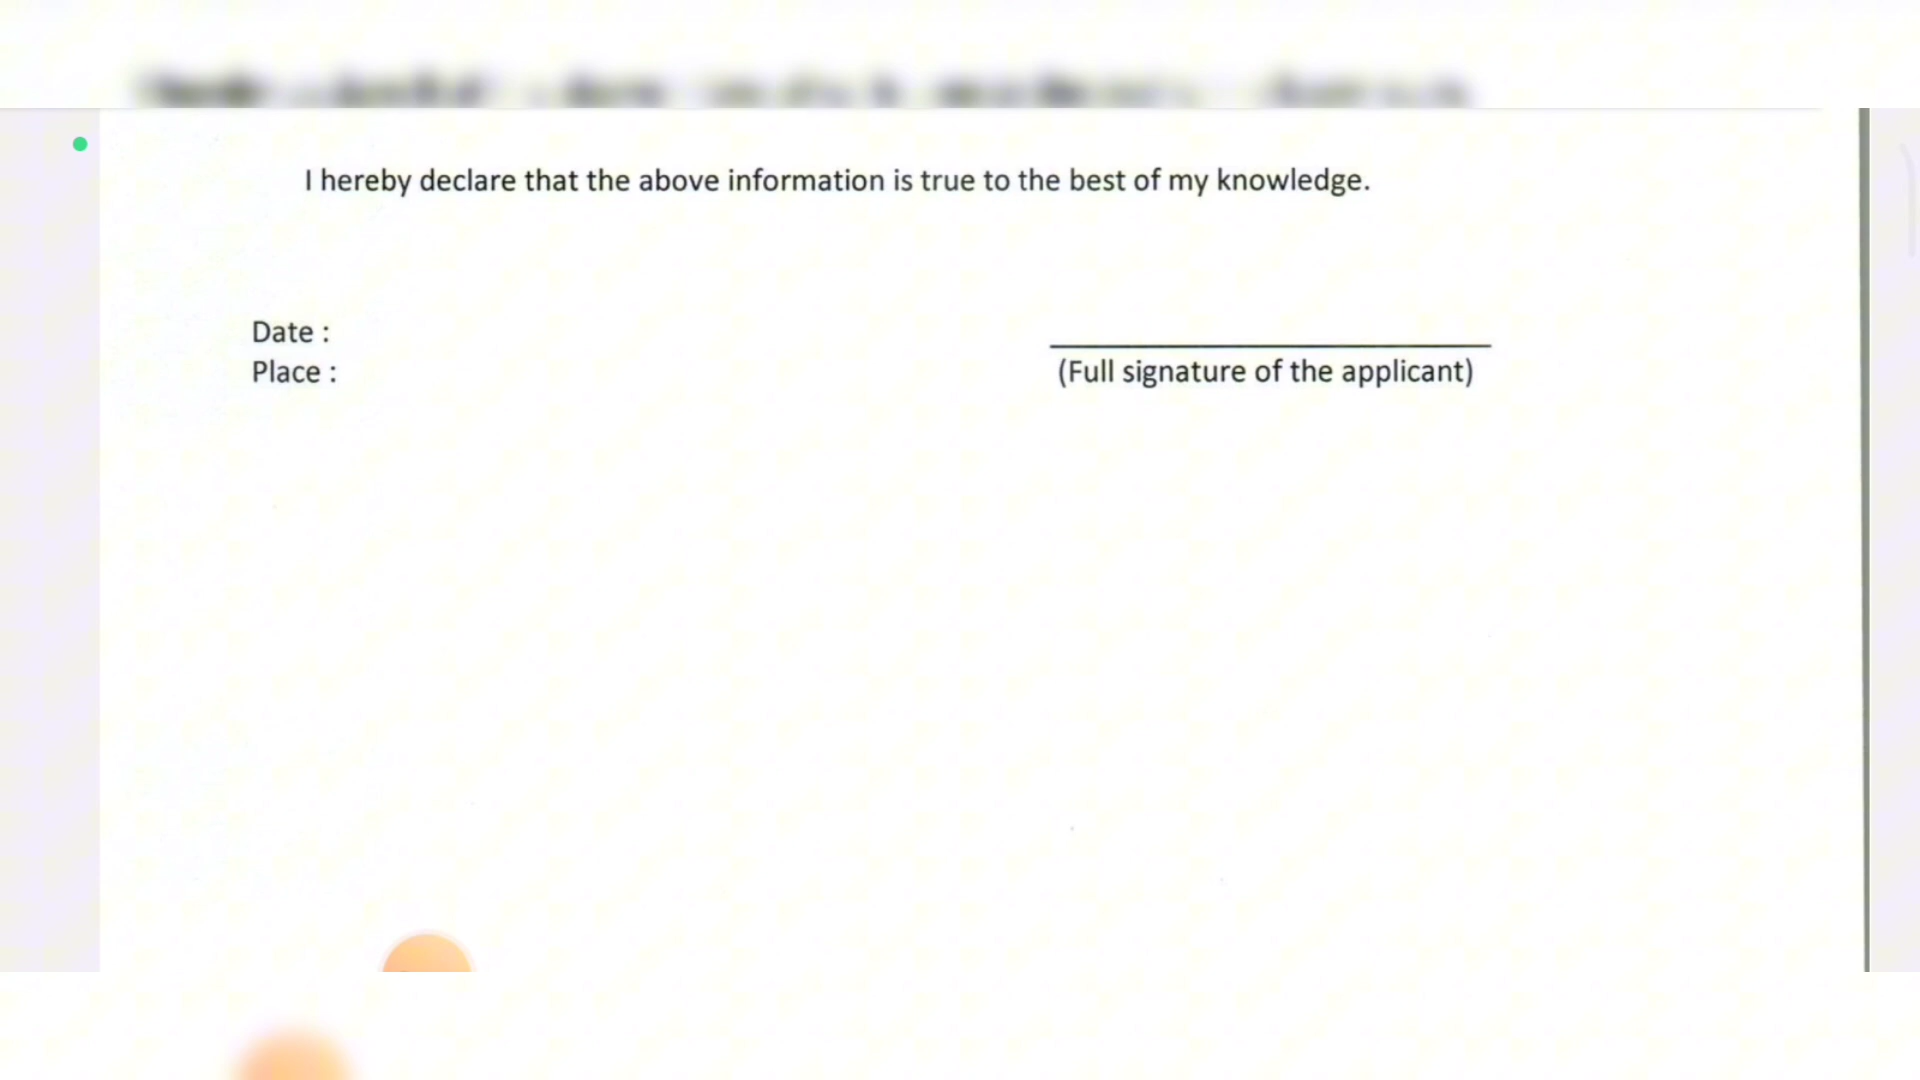 I hereby declare that the above information is true to the best of my knowledge.
Date :
(Full signature of the applicant)
Place :